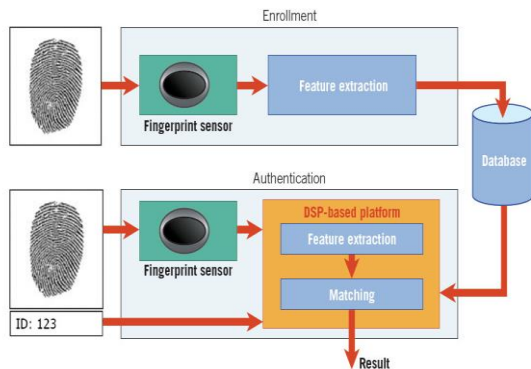 Enrollment
Feature extraction
Fingerprint sensor
Database
Authentication
DSP-based platform
Feature extraction
Fingerprint sensor
Matching
ID: 123
Result